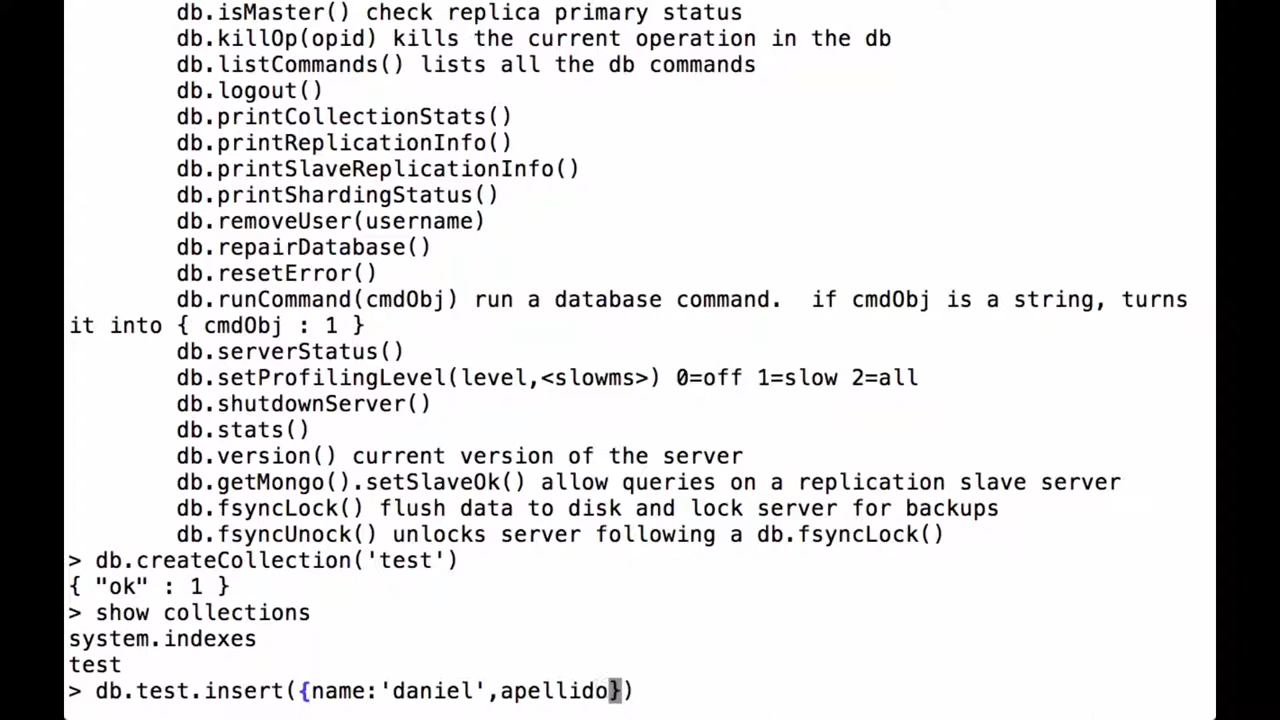 db.isMaster() check replica primary status
db.killOp(opid) kills the current operation in the db
db.listCommands() lists all the db commands
db.logout()
db.printCollectionStats()
db.printReplicationInfo()
db.printSlaveReplicationInfo()
db.printShardingStatus()
db.removeUser(username)
db.repairDatabase()
db.resetError()
db.runCommand(cmdObj) run a database command.  if cmdObj is a string, turns
it into { cmdObj : 1 }
db.serverStatus()
db.setProfilingLevel(level,<slowms>) 0=off 1=slow 2=all
db.shutdownServer()
db.stats()
db.version() current version of the server
db.getMongo().setSlaveOk() allow queries on a replication slave server
db.fsyncLock() flush data to disk and lock server for backups
db.fsyncUnock() unlocks server following a db.fsyncLock()
> db.createCollection('test')
{ "ok" : 1 }
> show collections
system.indexes
test
> db.test.insert({name:'daniel',apellido})